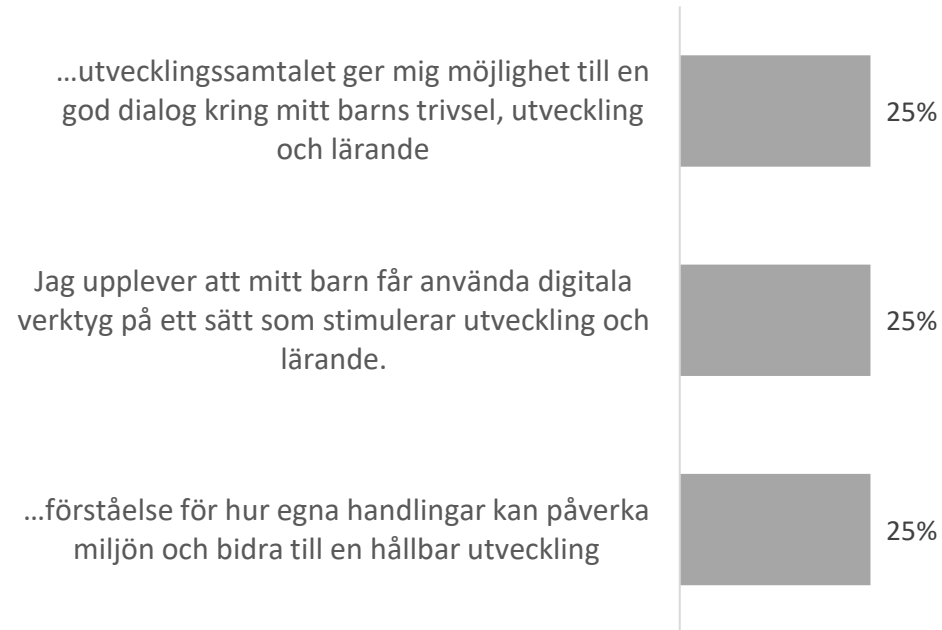 …utvecklingssamtalet ger mig möjlighet till en
god dialog kring mitt barns trivsel, utveckling
och lärande
25%
Jag upplever att mitt barn får använda digitala
verktyg på ett sätt som stimulerar utveckling och
lärande.
25%
…förståelse för hur egna handlingar kan påverka
miljön och bidra till en hållbar utveckling
25%